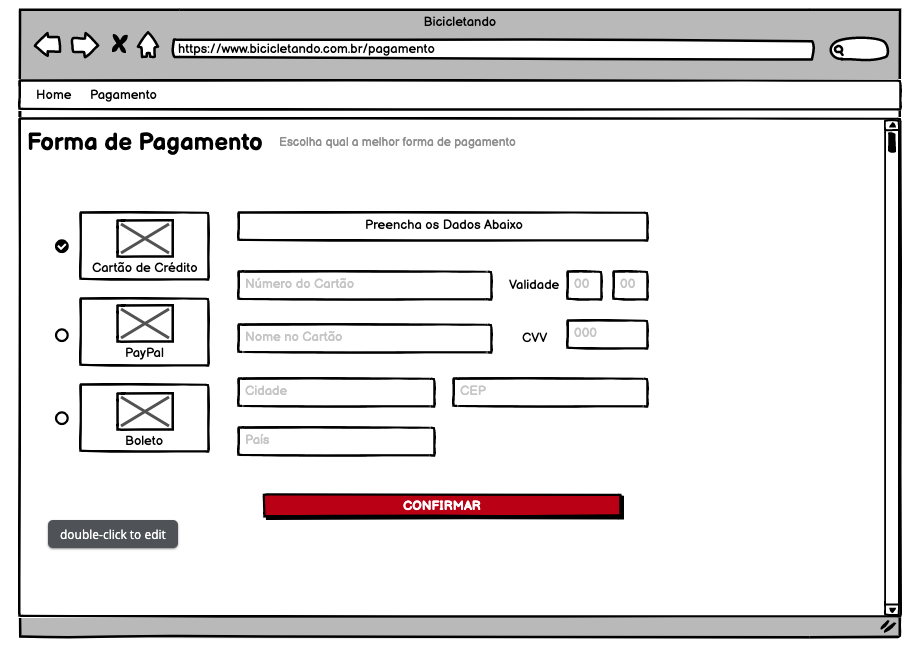 Bicicletando
https://www.bicicletando.com.br/pagamento
Home Pagamento
Forma de Pagamento Escolha qual a melhor forma de pagamento
Preencha os Dados Abaixo
Cartão de Crédito
Número do Cartão Validade 00 00
PayPal
Nome no Cartão CVV 000
Cidade CEP
Boleto
País
CONFIRMAR
double-click to edit